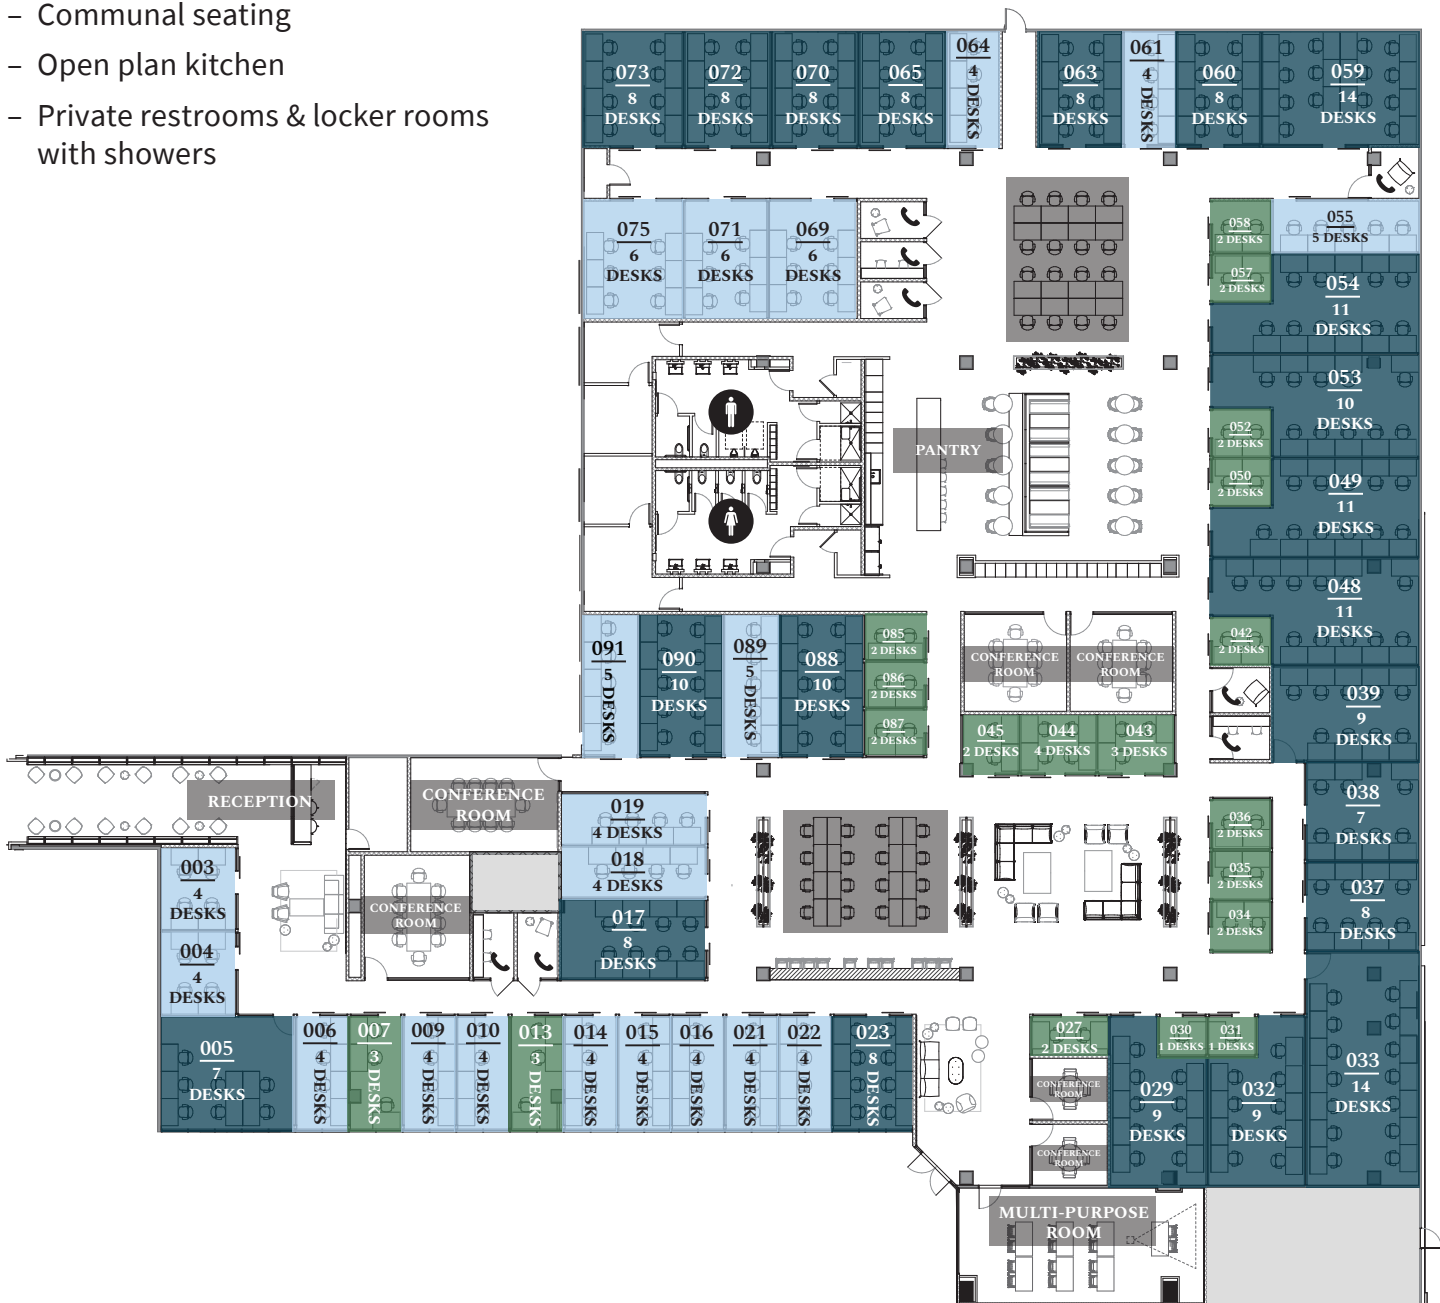 – Communal seating
– Open plan kitchen
– Private restrooms & locker rooms
with showers
073
8
DESKS
072
8
DESKS
070
8
DESKS
065
8
DESKS
064
4 DESKS
063
8
DESKS
061
4 DESKS
060
8
DESKS
059
14
DESKS
075
6
DESKS
071
6
DESKS
069
6
DESKS
058
2 DESKS
055
5 DESKS
057
2 DESKS
054
11
DESKS
053
10
DESKS
052
2 DESKS
PANTRY
050
2 DESKS
049
11
DESKS
048
11
DESKS
042
2 DESKS
091
5 DESKS
090
10
DESKS
089
5 DESKS
088
10
DESKS
085
2 DESKS
086
2 DESKS
087
2 DESKS
CONFERENCE
ROOM
CONFERENCE
ROOM
039
9
DESKS
045
2 DESKS
044
4 DESKS
043
3 DESKS
RECEPTION
CONFERENCE
ROOM
019
4 DESKS
018
4 DESKS
017
8
DESKS
038
7
DESKS
036
2 DESKS
035
2 DESKS
034
2 DESKS
037
8
DESKS
003
4
DESKS
004
4
DESKS
CONFERENCE
ROOM
005
7
DESKS
006
4 DESKS
007
3 DESKS
009
4 DESKS
010
4 DESKS
013
3 DESKS
014
4 DESKS
015
4 DESKS
016
4 DESKS
021
4 DESKS
022
4 DESKS
023
8 DESKS
027
2 DESKS
030
1 DESKS
031
1 DESKS
CONFERENCE
ROOM
CONFERENCE
ROOM
029
9
DESKS
032
9
DESKS
033
14
DESKS
MULTI-PURPOSE
ROOM